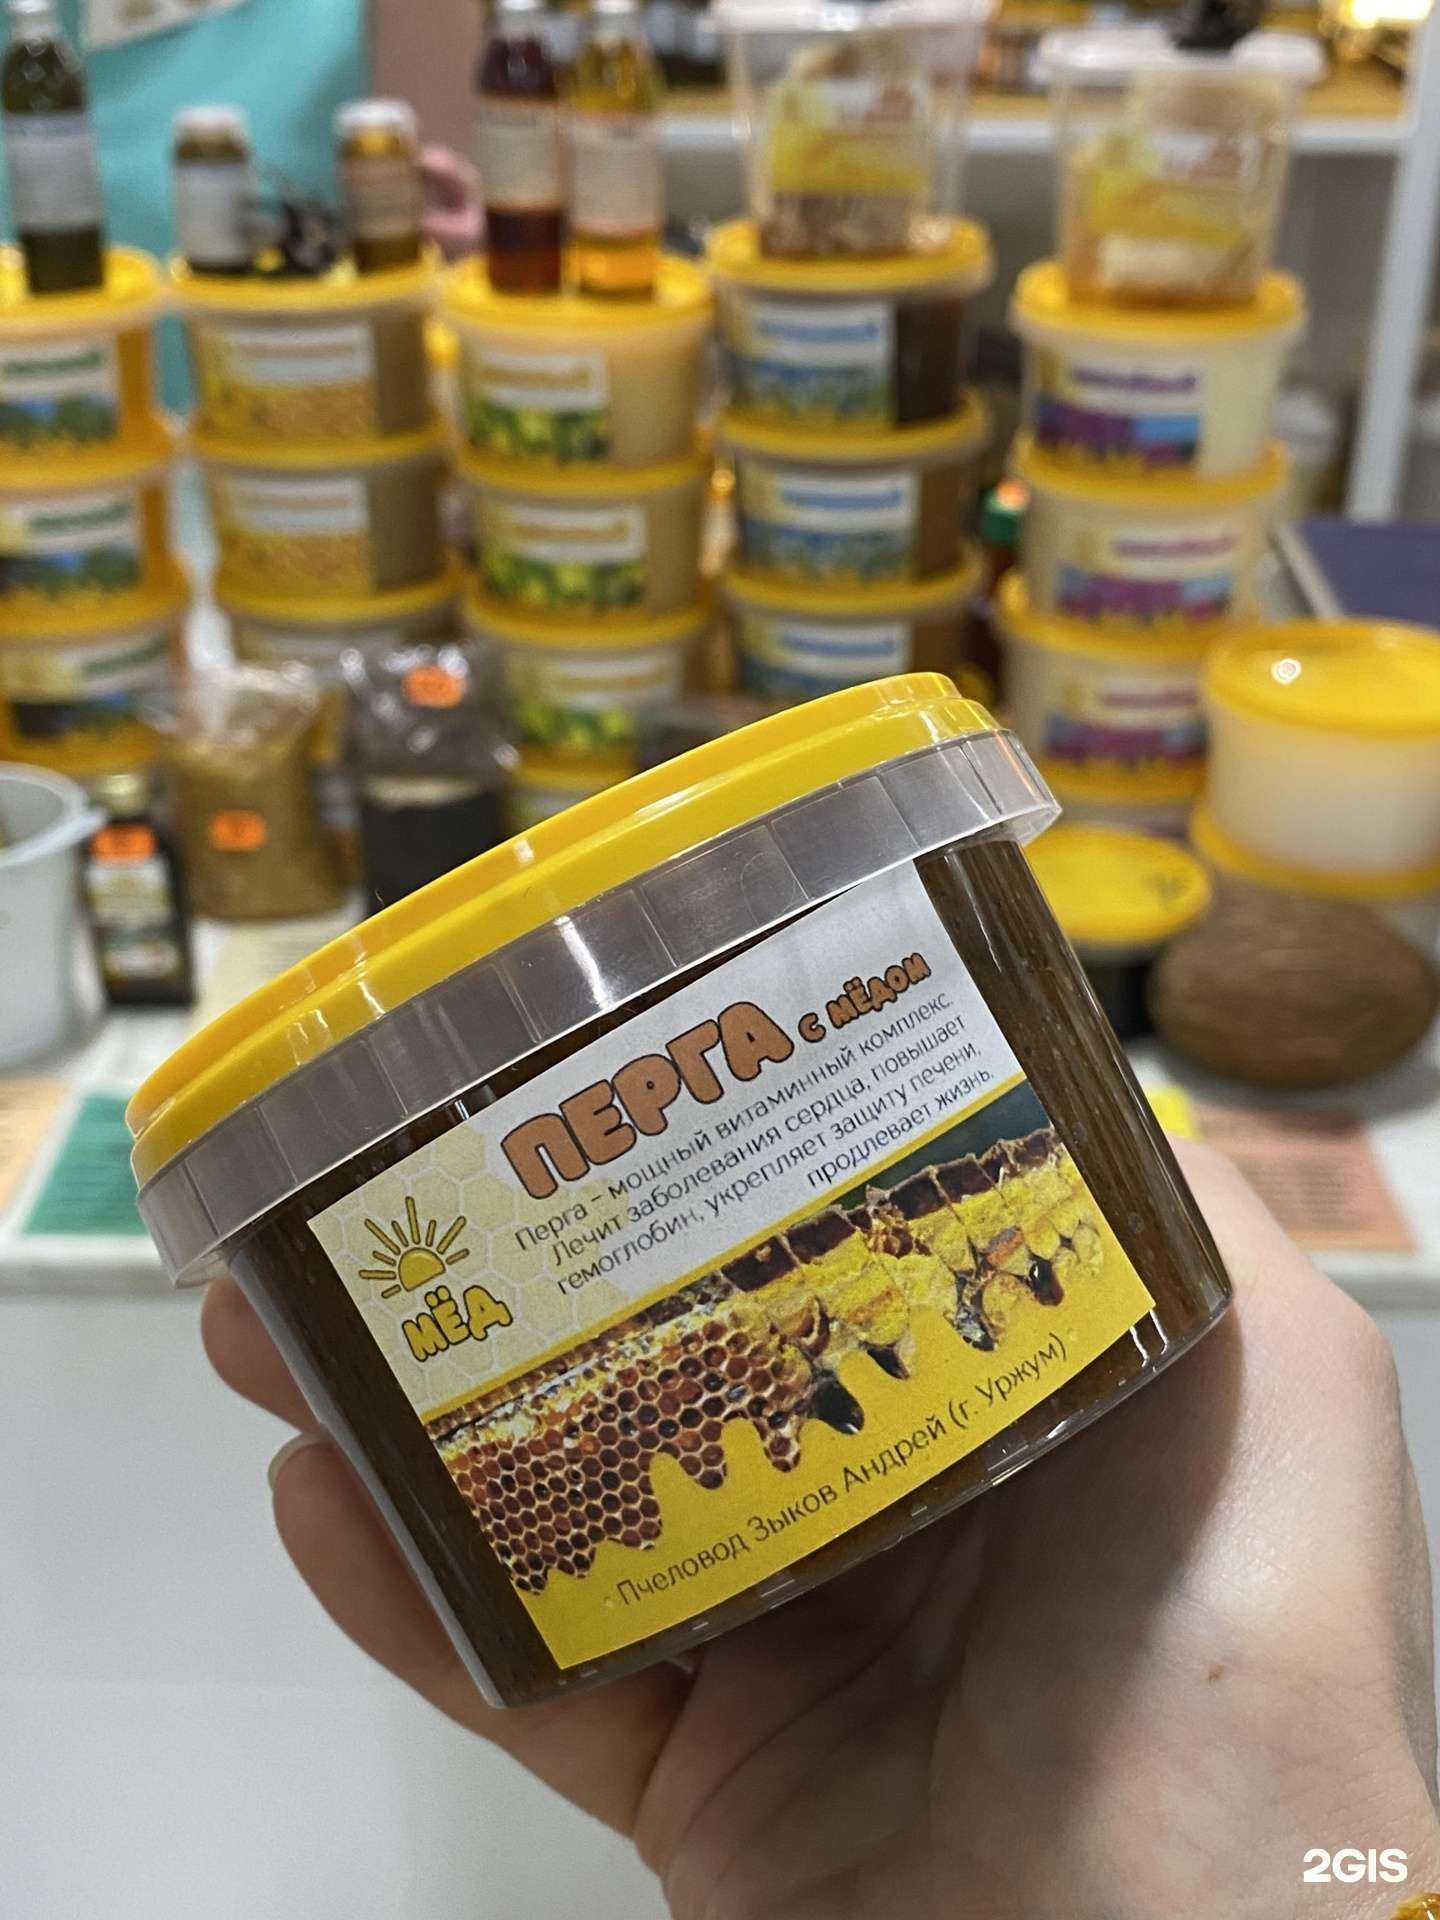 ПЕРГА С МЁДОМ
Перга – мощный витаминный комплекс.
Лечит заболевания сердца, повышает
гемоглобин, укрепляет защиту печени,
продлевает жизнь.
МЁД
Пчеловод Зыков Андрей (г. Уржум)
2GIS